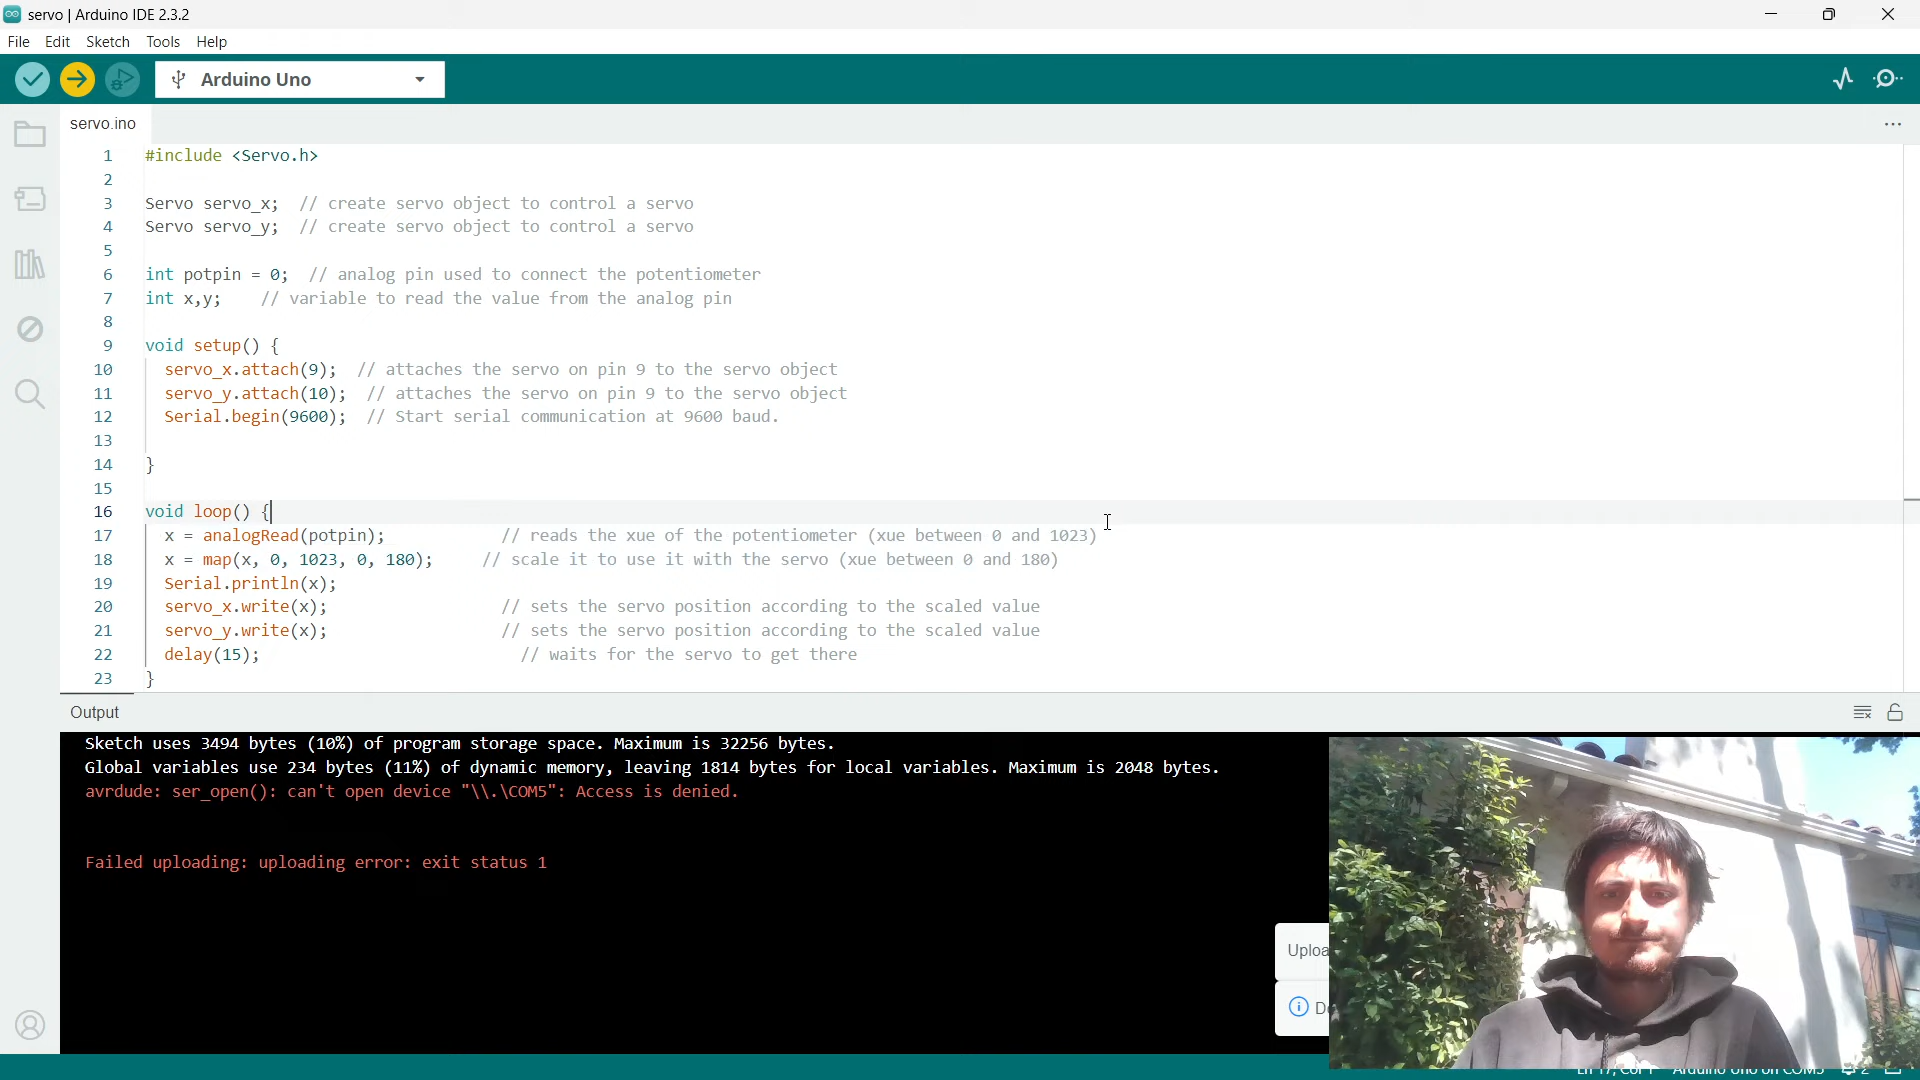 servo | Arduino IDE 2.3.2
File Edit Sketch Tools Help
Arduino Uno
servo.ino
1 #include <Servo.h>
2
3 Servo servo_x; // create servo object to control a servo
4 Servo servo_y; // create servo object to control a servo
5
6 int potpin = 0; // analog pin used to connect the potentiometer
7 int x,y; // variable to read the value from the analog pin
8
9 void setup() {
10 servo_x.attach(9); // attaches the servo on pin 9 to the servo object
11 servo_y.attach(10); // attaches the servo on pin 9 to the servo object
12 Serial.begin(9600); // Start serial communication at 9600 baud.
13
14 }
15
16 void loop() {
17 x = analogRead(potpin); // reads the xue of the potentiometer (xue between 0 and 1023)
18 x = map(x, 0, 1023, 0, 180); // scale it to use it with the servo (xue between 0 and 180)
19 Serial.println(x);
20 servo_x.write(x); // sets the servo position according to the scaled value
21 servo_y.write(x); // sets the servo position according to the scaled value
22 delay(15); // waits for the servo to get there
23 }
Output
Sketch uses 3494 bytes (10%) of program storage space. Maximum is 32256 bytes.
Global variables use 234 bytes (11%) of dynamic memory, leaving 1814 bytes for local variables. Maximum is 2048 bytes.
avrdude: ser_open(): can't open device "\\.\COM5": Access is denied.
Failed uploading: uploading error: exit status 1
Uploa